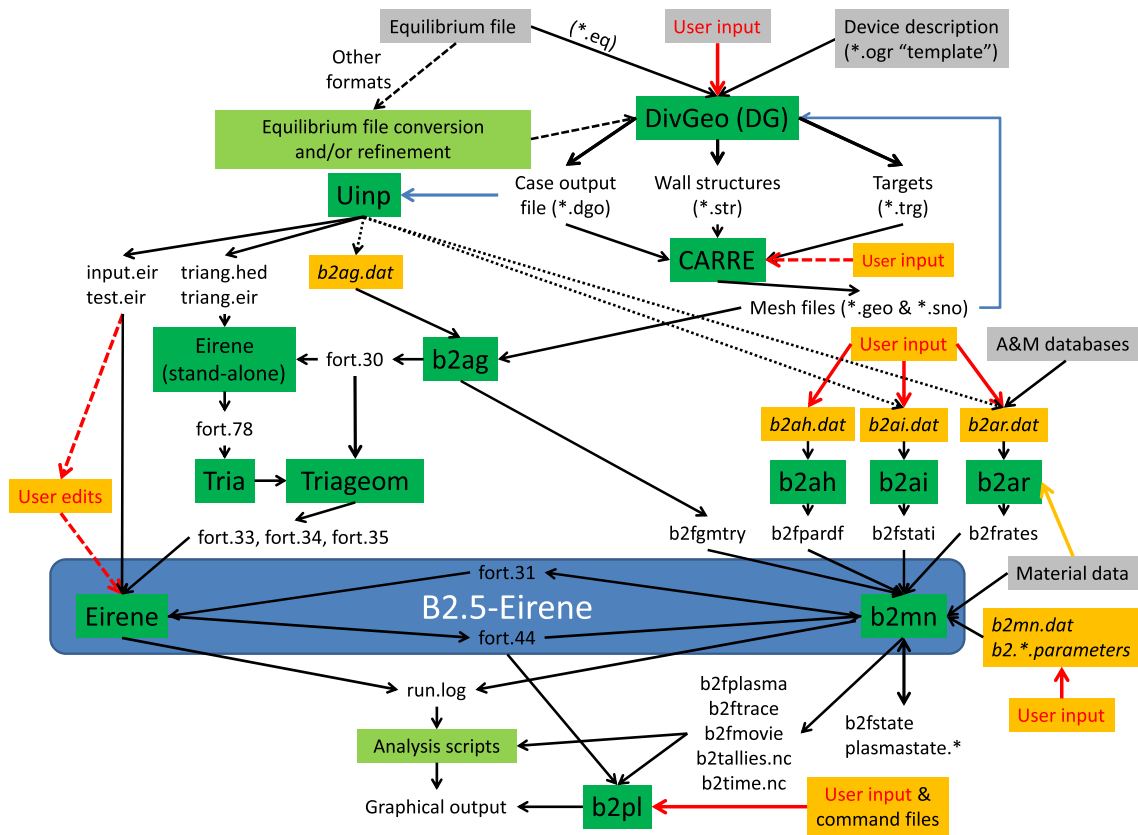 Equilibrium file
(*.eq)
User input
Device description
(*.ogr “template”)
Other
formats
Equilibrium file conversion
and/or refinement
DivGeo (DG)
Uinp
Case output
file (*.dgo)
Wall structures
(*.str)
Targets
(*.trg)
input.eir
test.eir
triang.hed
triang.eir
b2ag.dat
CARRE
User input
Mesh files (*.geo & *.sno)
Eirene
(stand-alone)
fort.30
b2ag
User input
A&M databases
fort.78
b2ah.dat
b2ai.dat
b2ar.dat
User edits
Tria
Triageom
b2ah
b2ai
b2ar
fort.33, fort.34, fort.35
b2fgmtry
b2fpardf
b2fstati
b2frates
fort.31
Material data
Eirene
B2.5-Eirene
b2mn
fort.44
b2mn.dat
b2.*.parameters
run.log
b2fplasma
b2ftrace
b2fmovie
b2tallies.nc
b2time.nc
b2fstate
plasmastate.*
User input
Analysis scripts
Graphical output
b2pl
User input &
command files